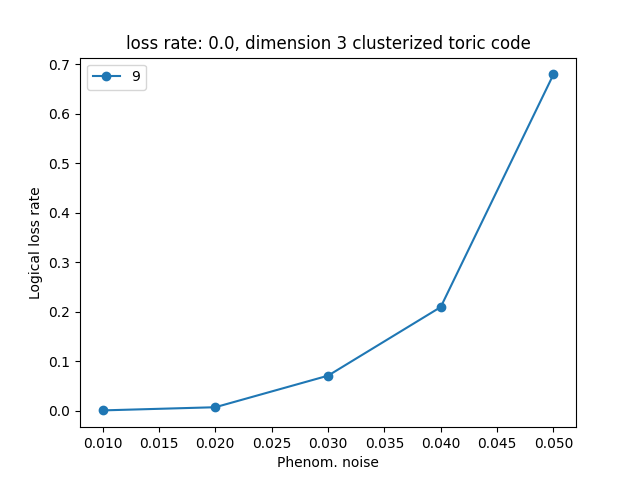 loss rate: 0.0, dimension 3 clusterized toric code
9
0.7
0.6
0.5
0.4
0.3
0.2
0.1
0.0
Logical loss rate
0.010 0.015 0.020 0.025 0.030 0.035 0.040 0.045 0.050
Phenom. noise